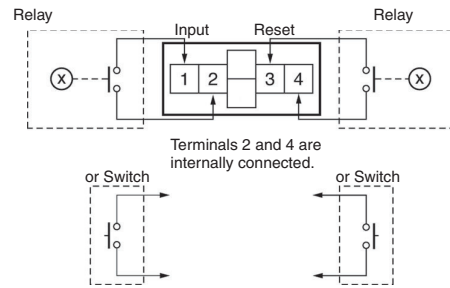 Relay
Input
Reset
Relay
X
1 2 3 4
X
Terminals 2 and 4 are
internally connected.
or Switch
or Switch